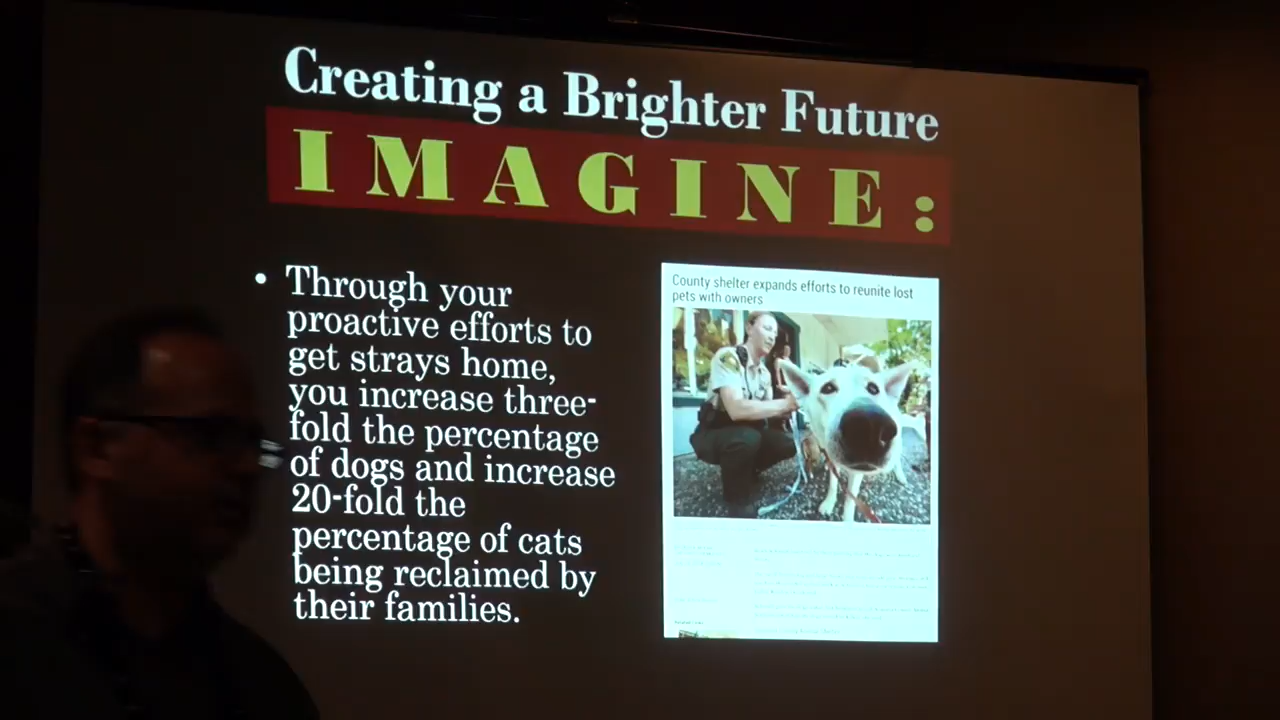 Creating a Brighter Future
IMAGINE:
• Through your
proactive efforts to
get strays home,
you increase three-
fold the percentage
of dogs and increase
20-fold the
percentage of cats
being reclaimed by
their families.
County shelter expands efforts to reunite lost
pets with owners